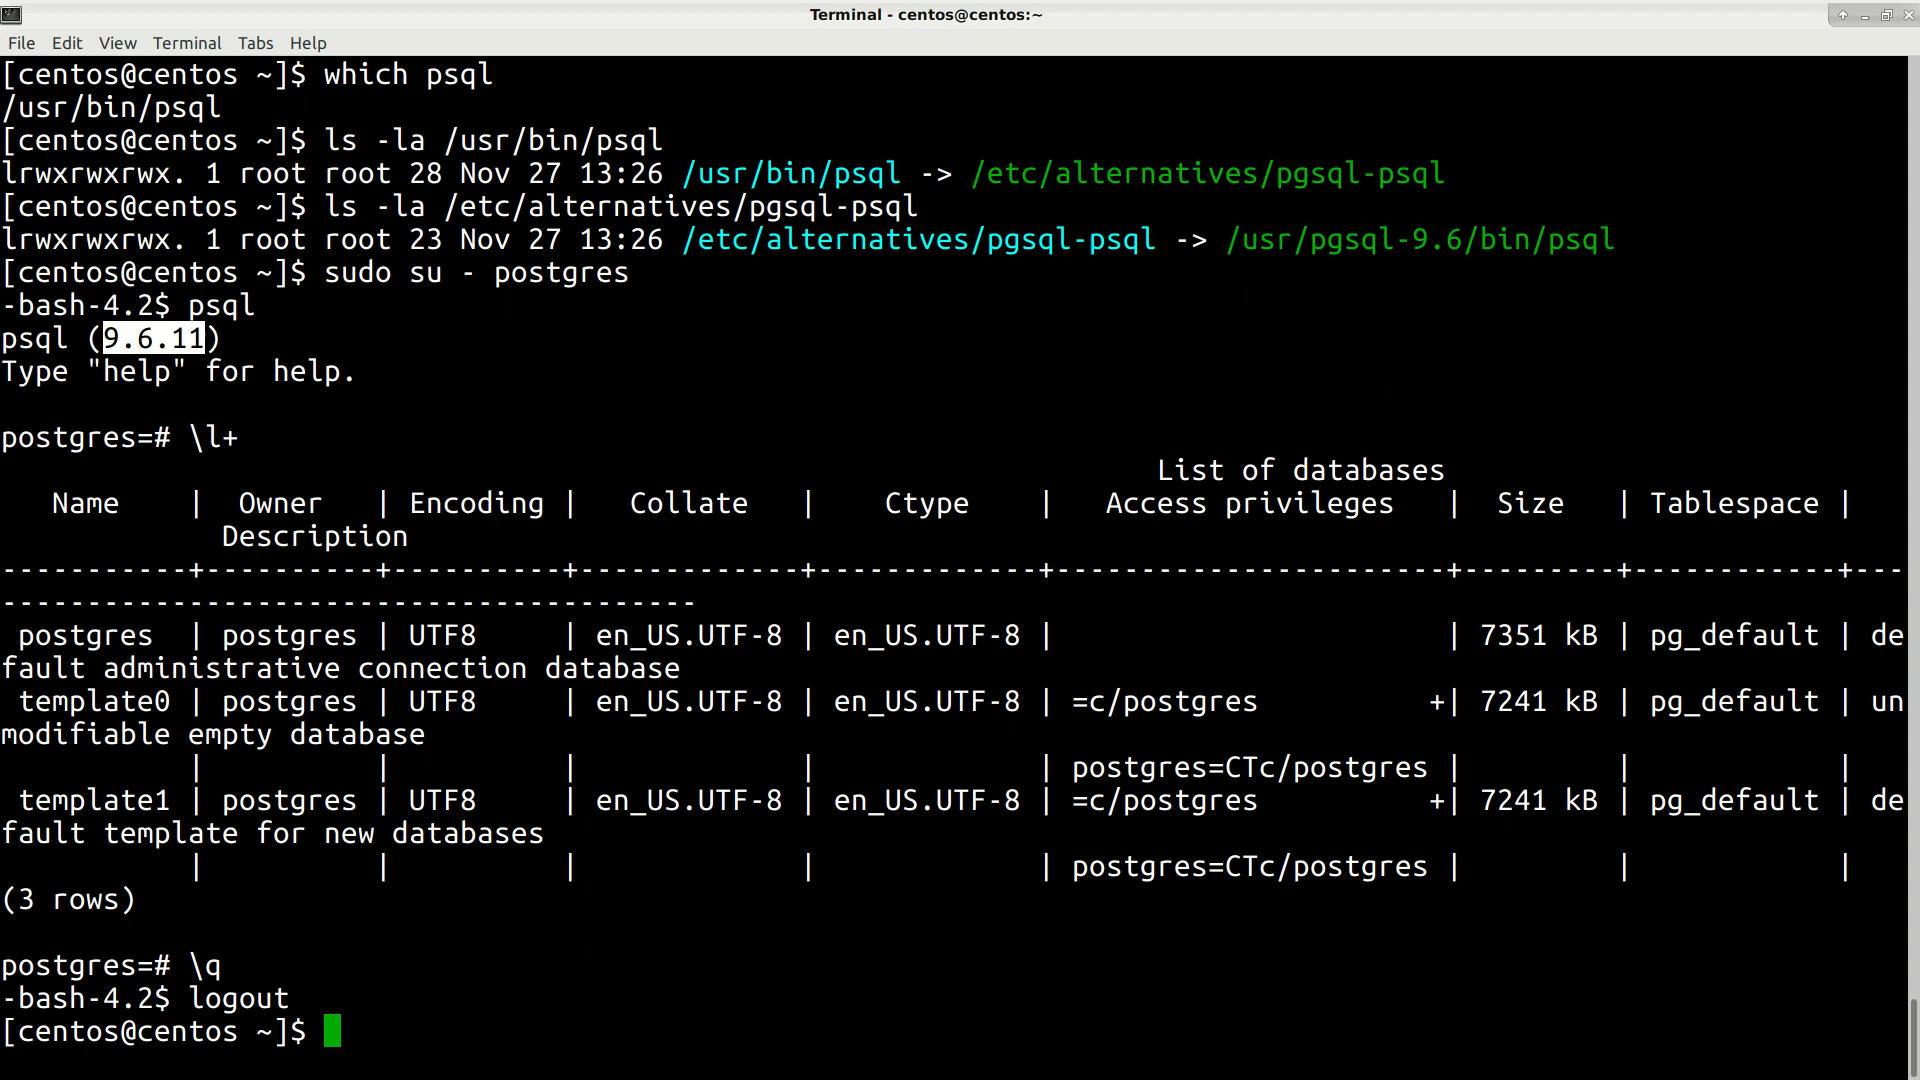 Terminal - centos@centos:~
File Edit View Terminal Tabs Help
[centos@centos ~]$ which psql
/usr/bin/psql
[centos@centos ~]$ ls -la /usr/bin/psql
lrwxrwxrwx. 1 root root 28 Nov 27 13:26 /usr/bin/psql -> /etc/alternatives/pgsql-psql
[centos@centos ~]$ ls -la /etc/alternatives/pgsql-psql
lrwxrwxrwx. 1 root root 23 Nov 27 13:26 /etc/alternatives/pgsql-psql -> /usr/pgsql-9.6/bin/psql
[centos@centos ~]$ sudo su - postgres
-bash-4.2$ psql
psql (9.6.11)
Type "help" for help.
postgres=# \l+
                                                                    List of databases
   Name    |  Owner   | Encoding |   Collate   |    Ctype    |   Access privileges   |  Size   | Tablespace |
             Description
-----------+----------+----------+-------------+-------------+-----------------------+---------+------------+---
-----------------------------------------
 postgres  | postgres | UTF8     | en_US.UTF-8 | en_US.UTF-8 |                       | 7351 kB | pg_default | de
fault administrative connection database
 template0 | postgres | UTF8     | en_US.UTF-8 | en_US.UTF-8 | =c/postgres          +| 7241 kB | pg_default | un
modifiable empty database
           |          |          |             |             | postgres=CTc/postgres |         |            |
 template1 | postgres | UTF8     | en_US.UTF-8 | en_US.UTF-8 | =c/postgres          +| 7241 kB | pg_default | de
fault template for new databases
           |          |          |             |             | postgres=CTc/postgres |         |            |
(3 rows)
postgres=# \q
-bash-4.2$ logout
[centos@centos ~]$